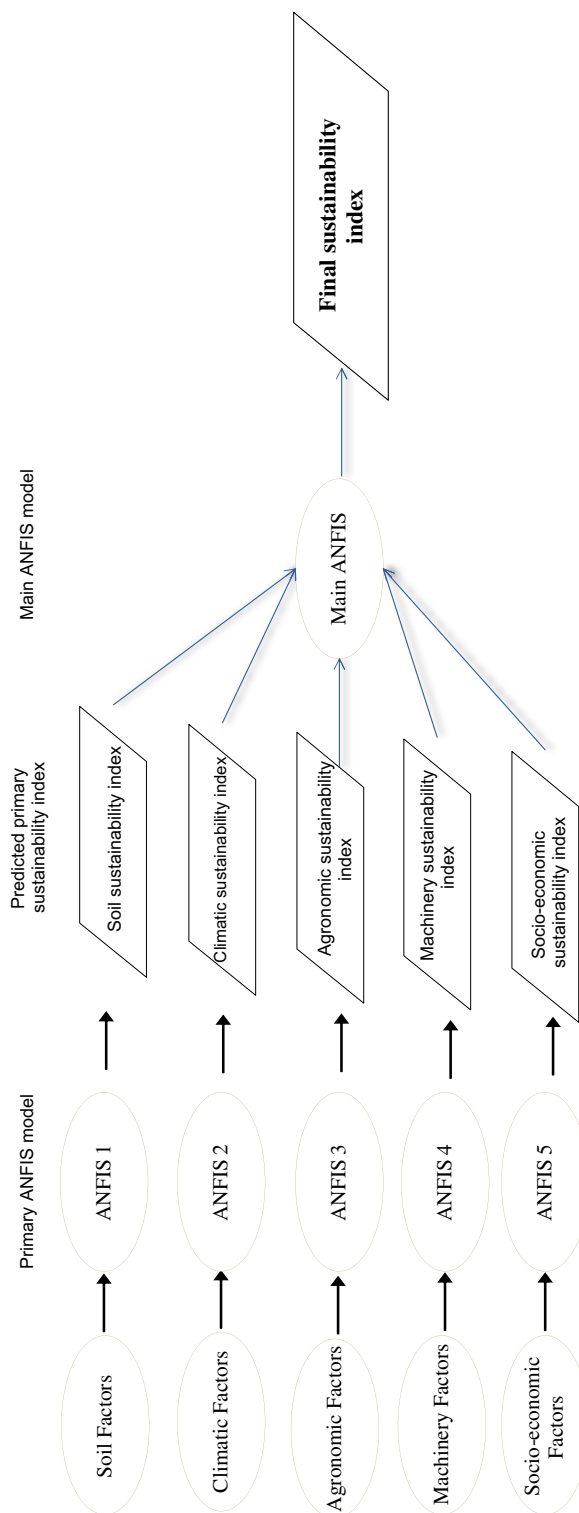 Soil Factors
Climatic Factors
Agronomic Factors
Machinery Factors
Socio-economic
Factors
Primary ANFIS model
ANFIS 1
ANFIS 2
ANFIS 3
ANFIS 4
ANFIS 5
Predicted primary
sustainability index
Soil sustainability index
Climatic sustainability index
Agronomic sustainability
index
Machinery sustainability
index
Socio-economic
sustainability index
Main ANFIS model
Main ANFIS
Final sustainability
index